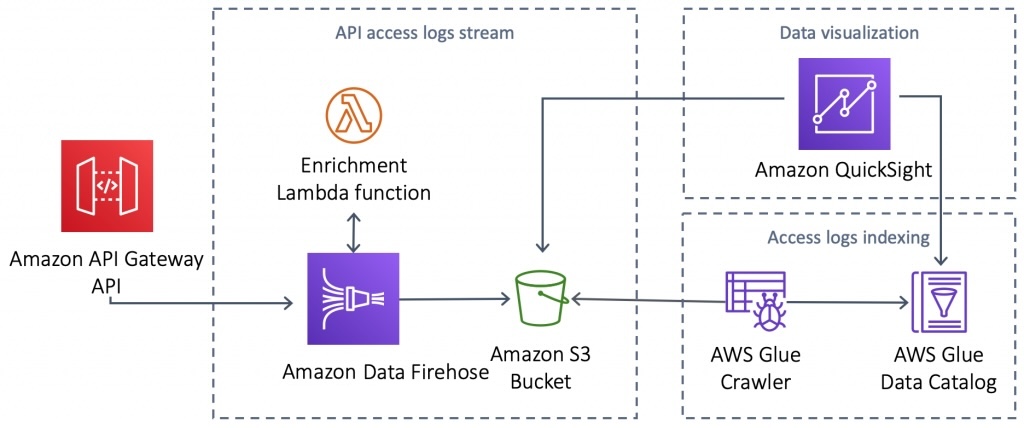 API access logs stream
Data visualization
Enrichment
Lambda function
Amazon QuickSight
Access logs indexing
Amazon API Gateway
API
Amazon Data Firehose
Amazon S3
Bucket
AWS Glue
Crawler
AWS Glue
Data Catalog